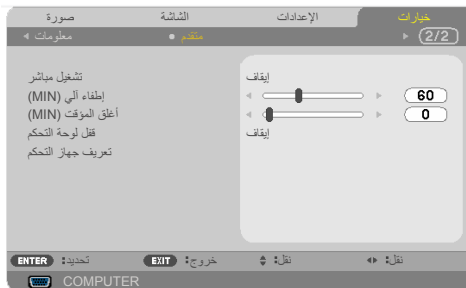 خيارات الإعدادات الشاشة صورة
(2/2) متقدم معلومات
تشغيل مباشر إيقاف
إطفاء آلي (MIN) 60
أغلق المؤقت (MIN) 0
قفل لوحة التحكم إيقاف
تعريف جهاز التحكم
ENTER تحديد: EXIT خروج: نقل: نقل:
COMPUTER